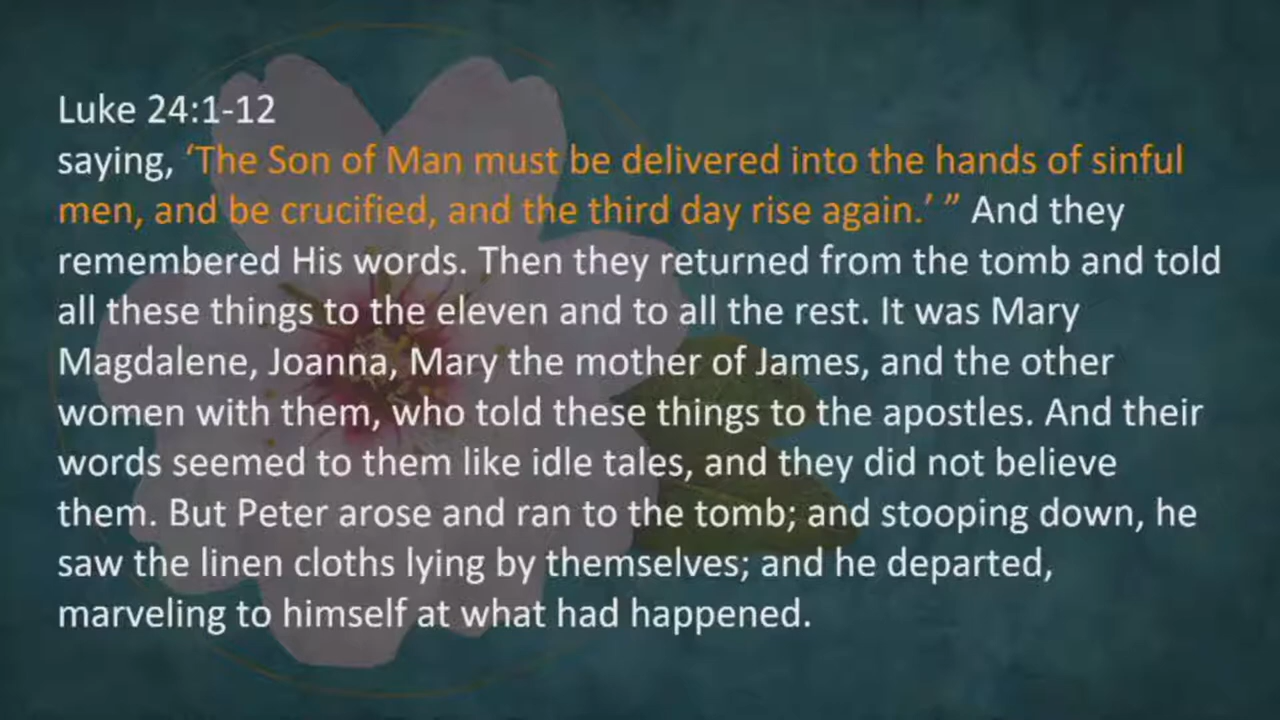 Luke 24:1-12
saying, ‘The Son of Man must be delivered into the hands of sinful
men, and be crucified, and the third day rise again.’ ” And they
remembered His words. Then they returned from the tomb and told
all these things to the eleven and to all the rest. It was Mary
Magdalene, Joanna, Mary the mother of James, and the other
women with them, who told these things to the apostles. And their
words seemed to them like idle tales, and they did not believe
them. But Peter arose and ran to the tomb; and stooping down, he
saw the linen cloths lying by themselves; and he departed,
marveling to himself at what had happened.